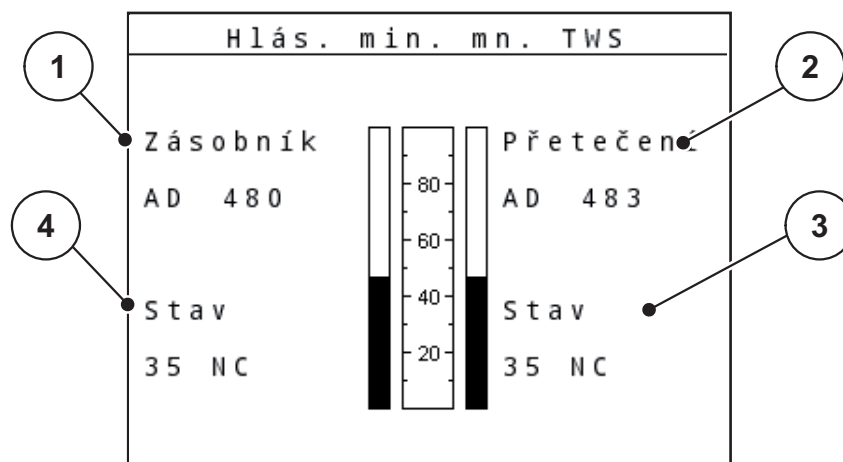 Hlás. min. mn. TWS
1
2
Zásobník
Přetečení
AD 480
80
AD 483
4
3
60
Stav
40
Stav
35 NC
20
35 NC